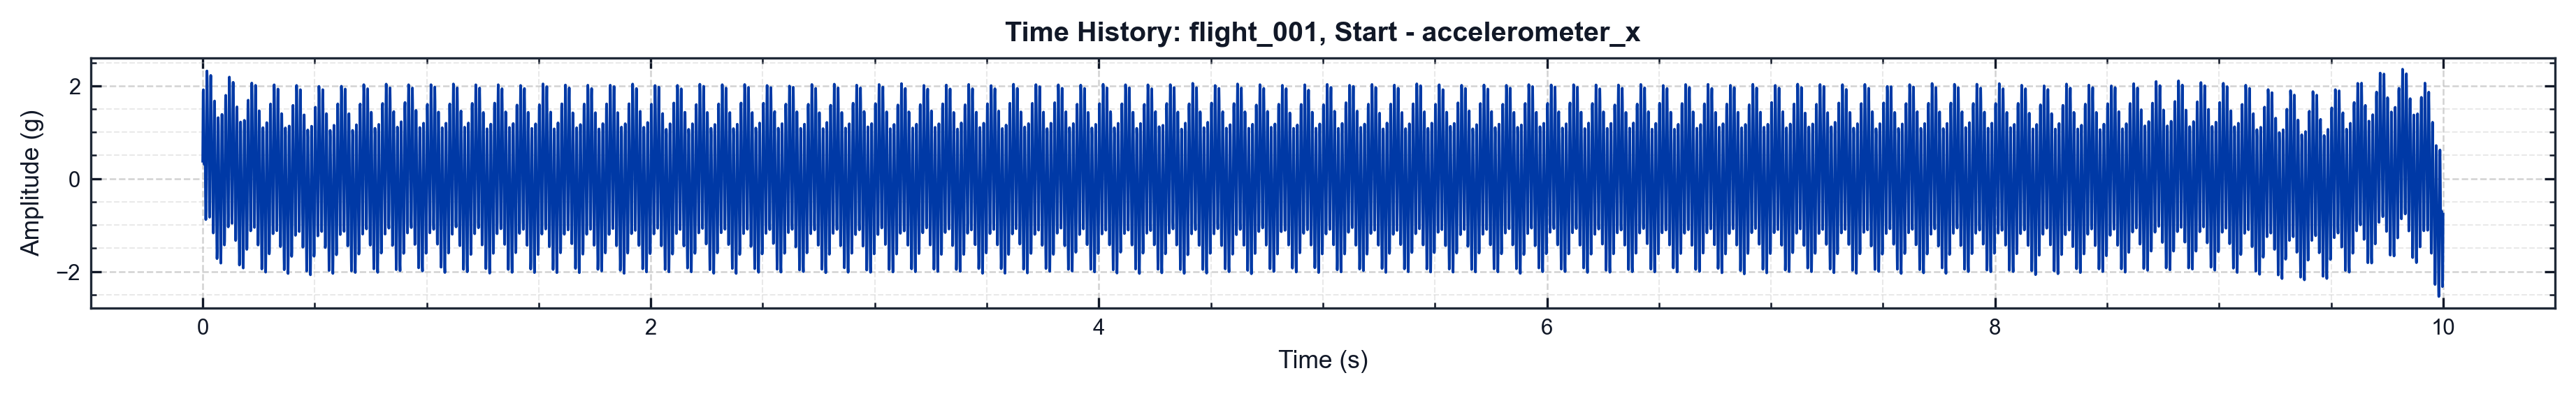 Time History: flight_001, Start - accelerometer_x
Amplitude (g)
2
0
−2
0 2 4 6 8 10
Time (s)